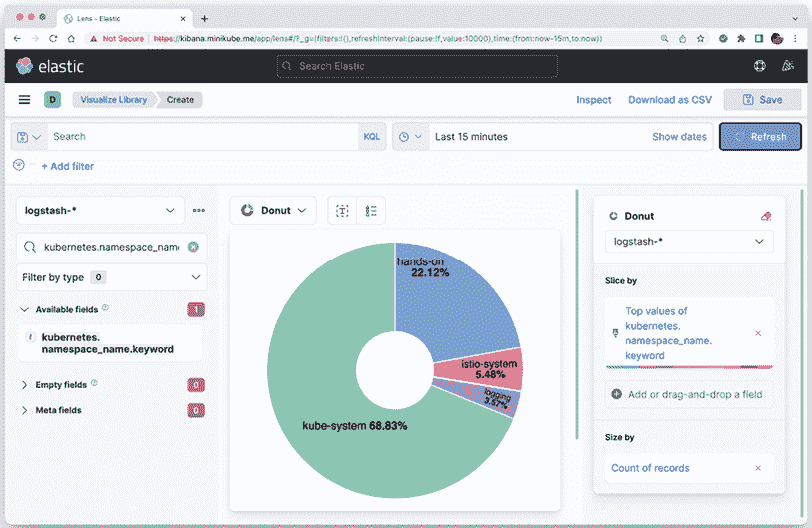 Lens - Elastic
Not Secure https://kibana.minikube.me/app/lens#/?_g=(filters:!(),refreshInterval:(pause:!f,value:10000),time:(from:now-15m,to:now))
elastic
Search Elastic
D
Visualize Library
Create
Inspect
Download as CSV
Save
Search
KQL
Last 15 minutes
Show dates
Refresh
+ Add filter
logstash-*
kubernetes.namespace_nam
Filter by type 0
Available fields 1
t
kubernetes.
namespace_name.keyword
Empty fields 0
Meta fields 0
Donut
hands-on
22.12%
istio-system
5.48%
logging
3.57%
kube-system 68.83%
Donut
logstash-*
Slice by
Top values of
kubernetes.
namespace_name.
keyword
Add or drag-and-drop a field
Size by
Count of records